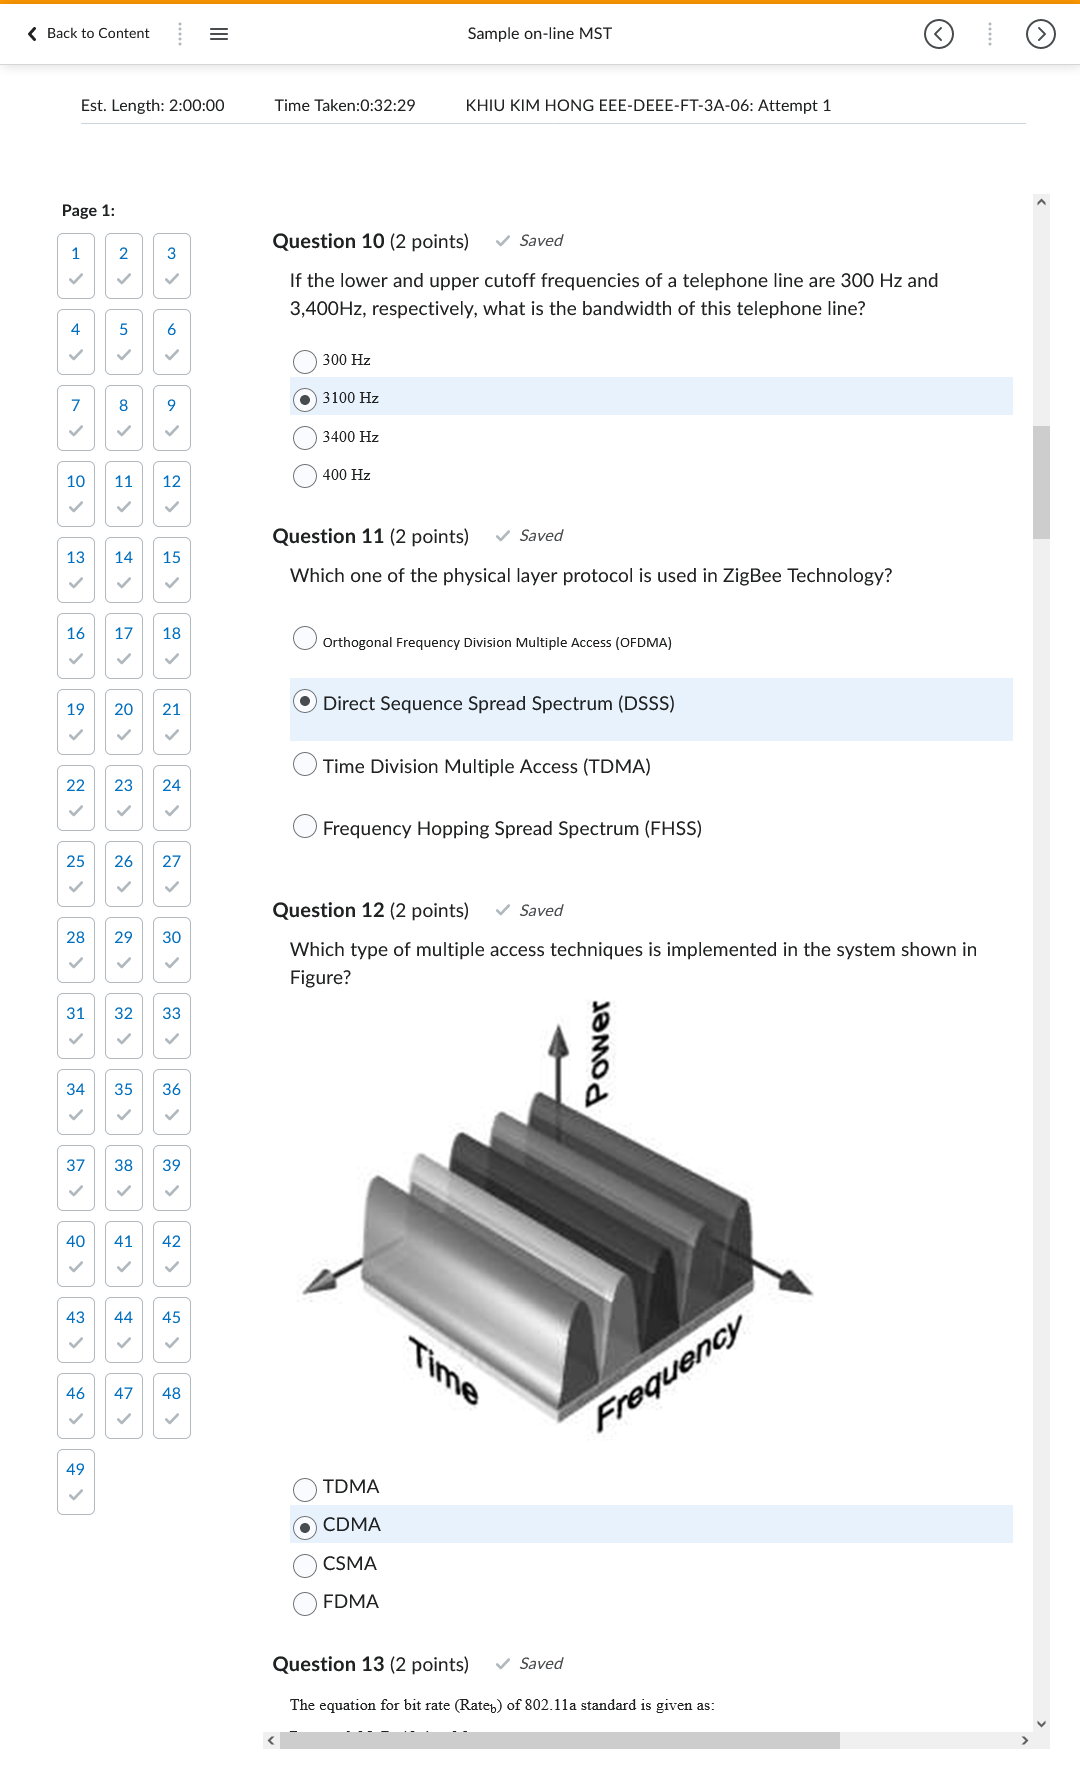 Back to Content
Sample on-line MST
Est. Length: 2:00:00 Time Taken:0:32:29 KHIU KIM HONG EEE-DEEE-FT-3A-06: Attempt 1
Page 1:
1 2 3
4 5 6
7 8 9
10 11 12
13 14 15
16 17 18
19 20 21
22 23 24
25 26 27
28 29 30
31 32 33
34 35 36
37 38 39
40 41 42
43 44 45
46 47 48
49
Question 10 (2 points) Saved
If the lower and upper cutoff frequencies of a telephone line are 300 Hz and
3,400Hz, respectively, what is the bandwidth of this telephone line?
300 Hz
3100 Hz
3400 Hz
400 Hz
Question 11 (2 points) Saved
Which one of the physical layer protocol is used in ZigBee Technology?
Orthogonal Frequency Division Multiple Access (OFDMA)
Direct Sequence Spread Spectrum (DSSS)
Time Division Multiple Access (TDMA)
Frequency Hopping Spread Spectrum (FHSS)
Question 12 (2 points) Saved
Which type of multiple access techniques is implemented in the system shown in
Figure?
Power
Time
Frequency
TDMA
CDMA
CSMA
FDMA
Question 13 (2 points) Saved
The equation for bit rate (Rate_b) of 802.11a standard is given as: